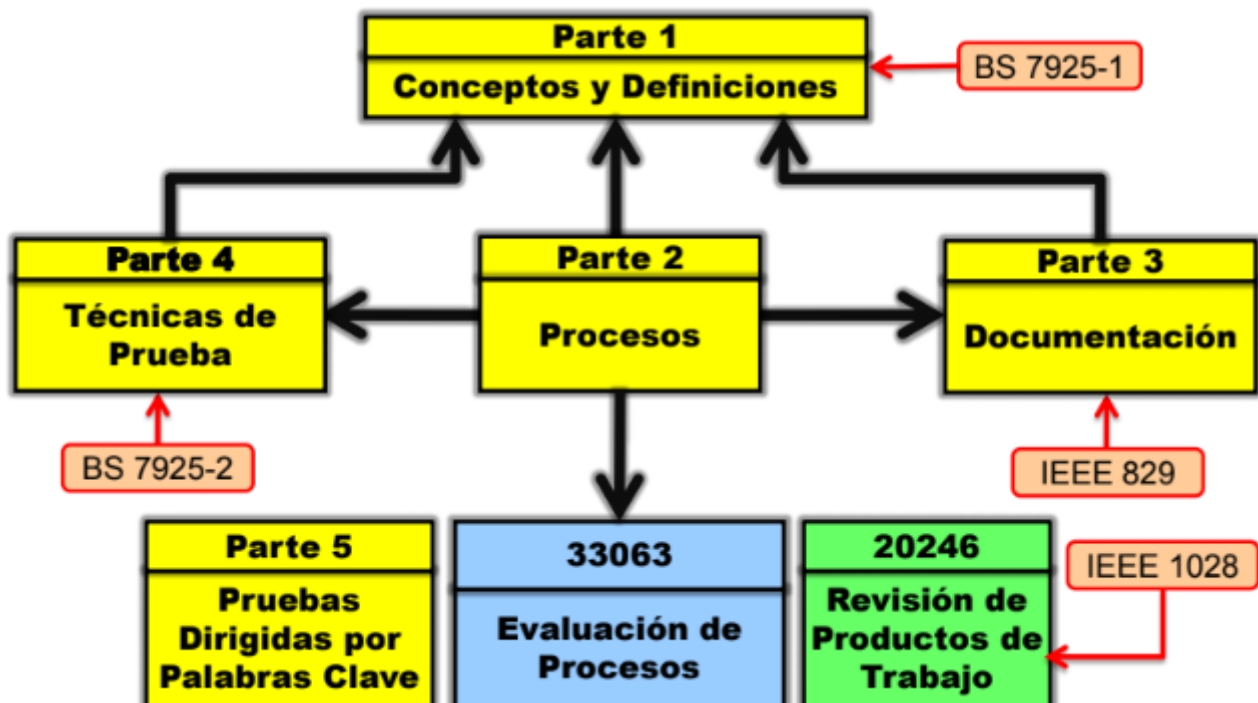 Parte 1
Conceptos y Definiciones
BS 7925-1
Parte 4
Técnicas de
Prueba
Parte 2
Procesos
Parte 3
Documentación
BS 7925-2
IEEE 829
Parte 5
Pruebas
Dirigidas por
Palabras Clave
33063
Evaluación de
Procesos
20246
Revisión de
Productos de
Trabajo
IEEE 1028